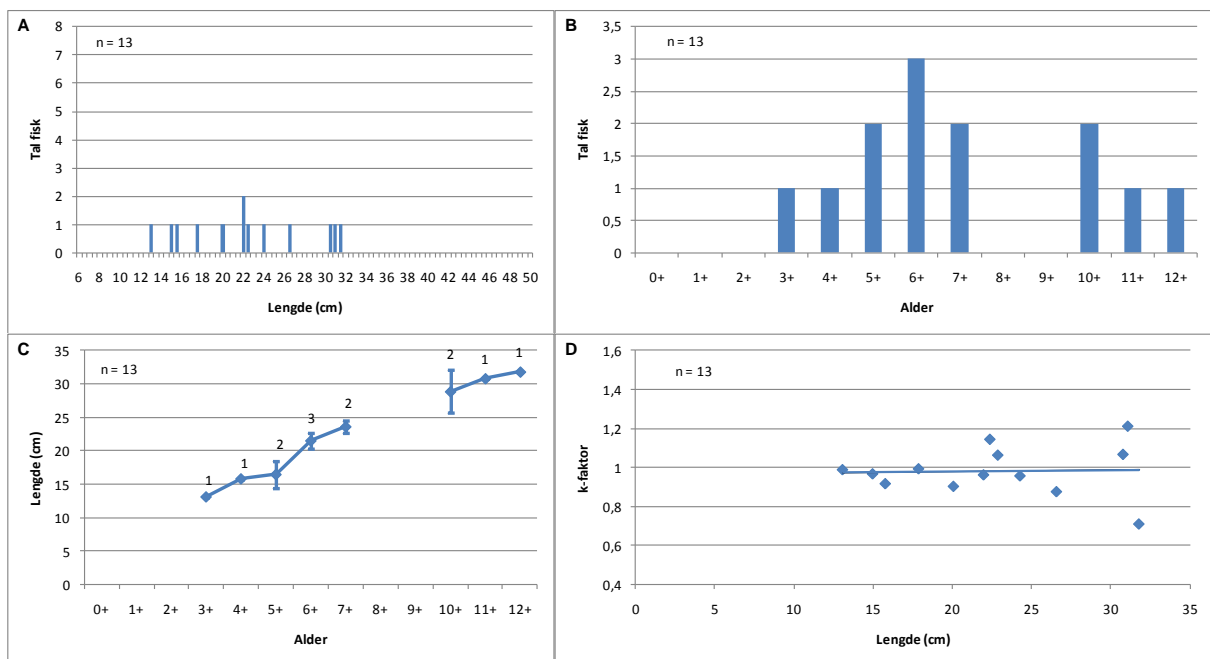 A
n = 13
Tal fisk
8
7
6
5
4
3
2
1
0
6 8 10 12 14 16 18 20 22 24 26 28 30 32 34 36 38 40 42 44 46 48 50
Lengde (cm)
B
n = 13
Tal fisk
3,5
3
2,5
2
1,5
1
0,5
0
0+ 1+ 2+ 3+ 4+ 5+ 6+ 7+ 8+ 9+ 10+ 11+ 12+
Alder
C
n = 13
Lengde (cm)
35
30
25
20
15
10
5
0
1 1 2 3 2 2 1 1
0+ 1+ 2+ 3+ 4+ 5+ 6+ 7+ 8+ 9+ 10+ 11+ 12+
Alder
D
n = 13
k-faktor
1,6
1,4
1,2
1
0,8
0,6
0,4
0 5 10 15 20 25 30 35
Lengde (cm)